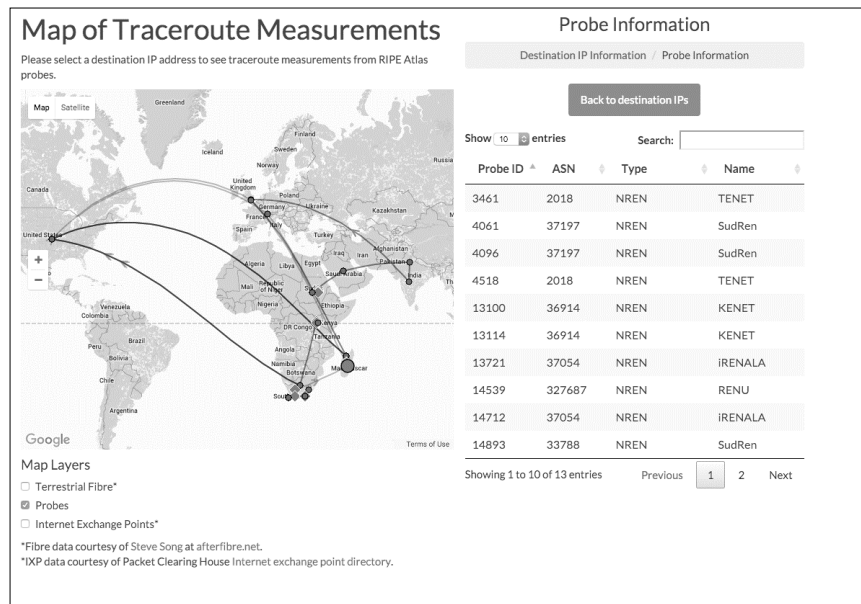 Map of Traceroute Measurements
Please select a destination IP address to see traceroute measurements from RIPE Atlas
probes.
Map Satellite
Greenland
Iceland
Finland
Sweden
Norway
Russia
Canada
United
Kingdom
Poland
Germany
Ukraine
France
Kazakhstan
Italy
Spain
Turkey
United States
Afghanistan
Iraq
Iran
Pakistan
Algeria
Libya
Egypt
Saudi Arabia
India
Mali
Republic
of Niger
Nigeria
Ethiopia
Venezuela
Colombia
DR Congo
Kenya
Tanzania
Peru
Brazil
Angola
Bolivia
Namibia
Botswana
Chile
Argentina
Google
Terms of Use
Map Layers
Terrestrial Fibre*
Probes
Internet Exchange Points*
*Fibre data courtesy of Steve Song at afterfibre.net.
*IXP data courtesy of Packet Clearing House Internet exchange point directory.
Probe Information
Destination IP Information / Probe Information
Back to destination IPs
Show 10 entries Search:
Probe ID ASN Type Name
3461 2018 NREN TENET
4061 37197 NREN SudRen
4096 37197 NREN SudRen
4518 2018 NREN TENET
13100 36914 NREN KENET
13114 36914 NREN KENET
13721 37054 NREN iRENALA
14539 327687 NREN RENU
14712 37054 NREN iRENALA
14893 33788 NREN SudRen
Showing 1 to 10 of 13 entries Previous 1 2 Next